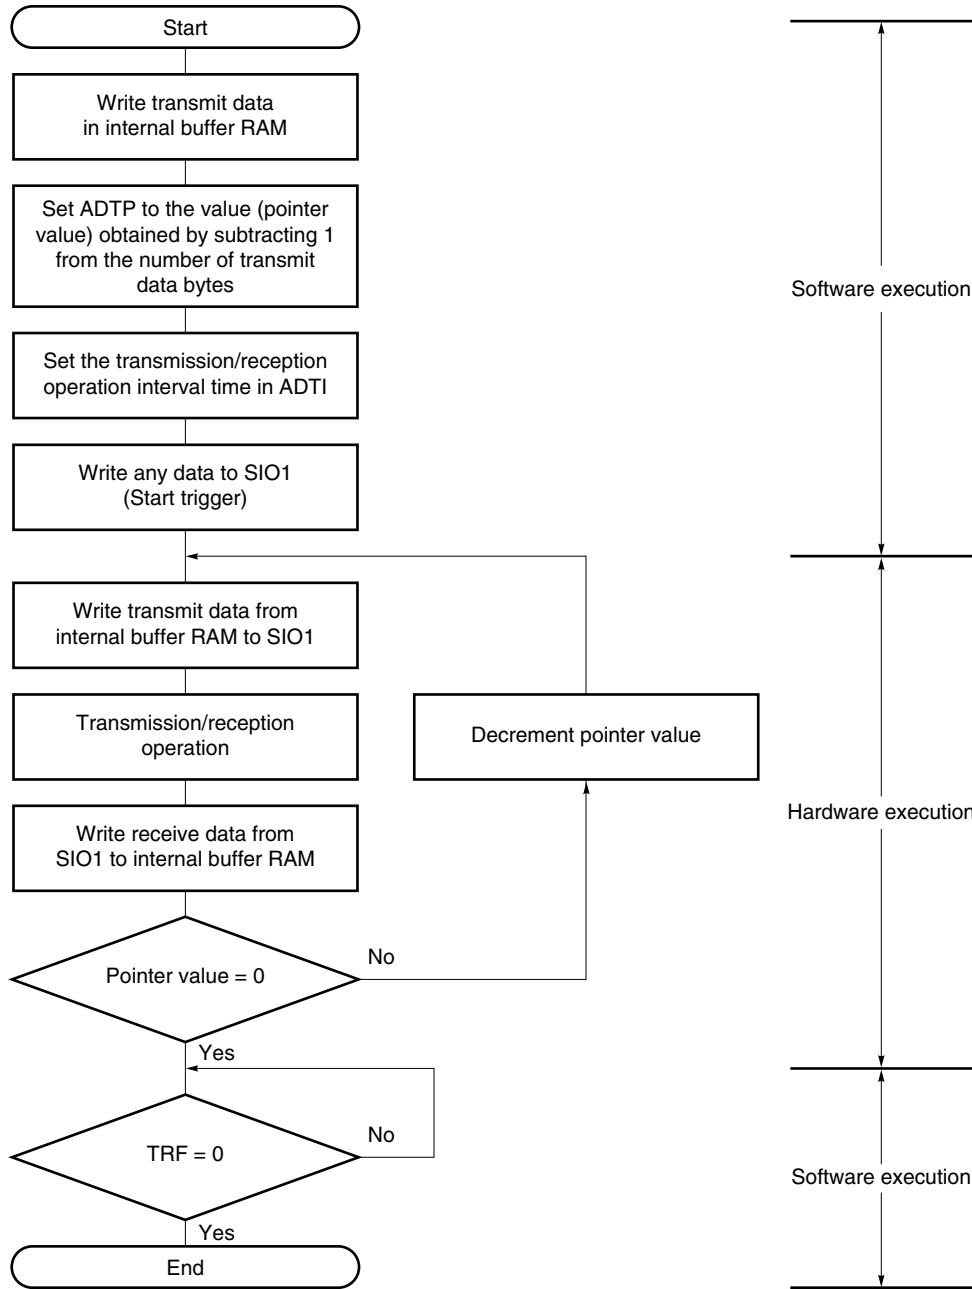 Start
Write transmit data
in internal buffer RAM
Set ADTP to the value (pointer
value) obtained by subtracting 1
from the number of transmit
data bytes
Software execution
Set the transmission/reception
operation interval time in ADTI
Write any data to SIO1
(Start trigger)
Write transmit data from
internal buffer RAM to SIO1
Transmission/reception
operation
Decrement pointer value
Hardware execution
Write receive data from
SIO1 to internal buffer RAM
Pointer value = 0
No
Yes
TRF = 0
No
Software execution
Yes
End